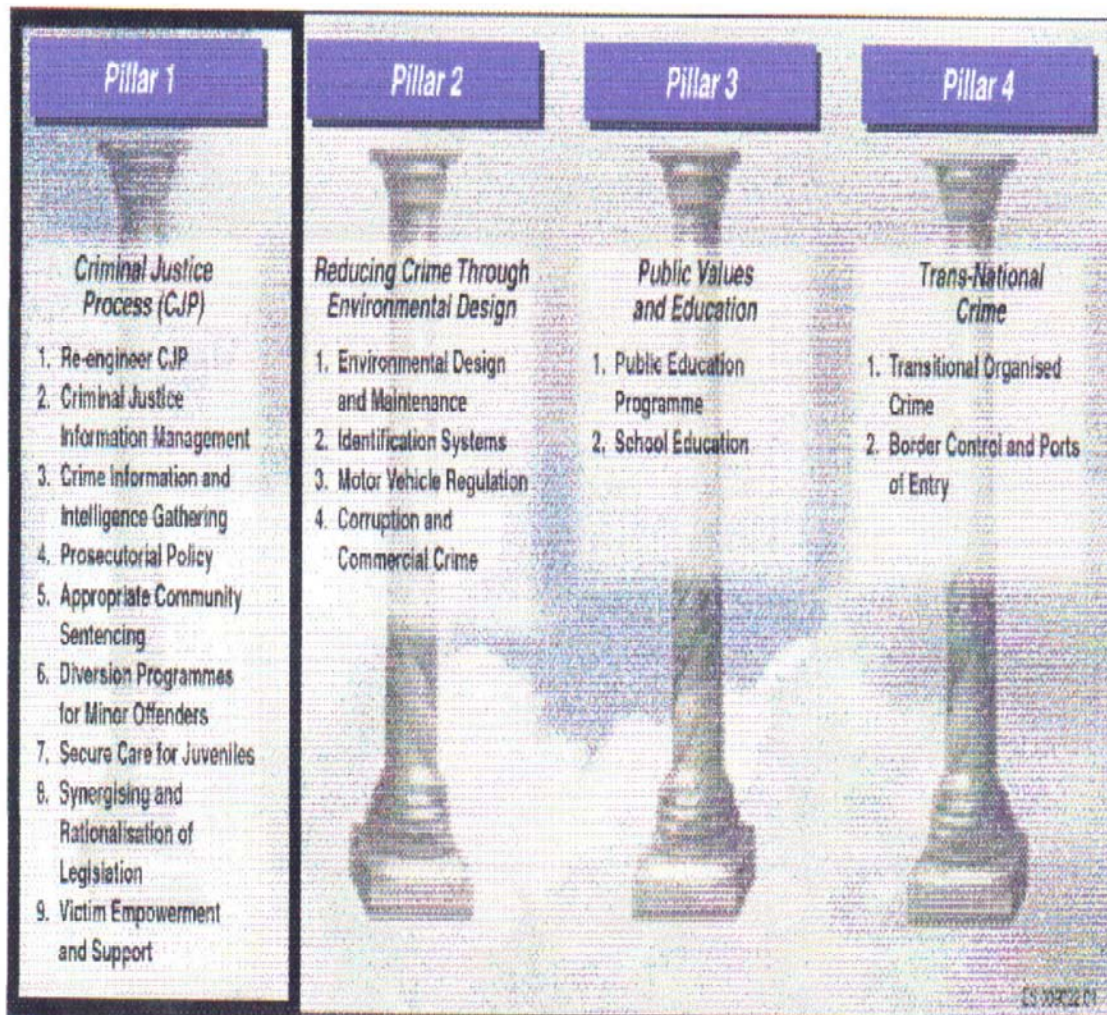 Pillar 1
Criminal Justice
Process (CJP)
1. Re-engineer CJP
2. Criminal Justice
Information Management
3. Crime Information and
Intelligence Gathering
4. Prosecutorial Policy
5. Appropriate Community
Sentencing
6. Diversion Programmes
for Minor Offenders
7. Secure Care for Juveniles
8. Synergising and
Rationalisation of
Legislation
9. Victim Empowerment
and Support
Pillar 2
Reducing Crime Through
Environmental Design
1. Environmental Design
and Maintenance
2. Identification Systems
3. Motor Vehicle Regulation
4. Corruption and
Commercial Crime
Pillar 3
Public Values
and Education
1. Public Education
Programme
2. School Education
Pillar 4
Trans-National
Crime
1. Transitional Organised
Crime
2. Border Control and Ports
of Entry